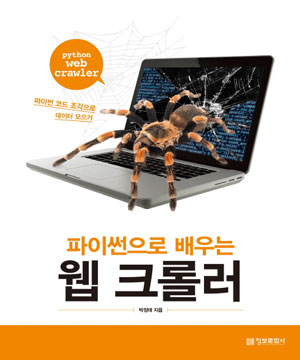 python
web
crawler
파이썬 코드 조각으로
데이터 모으기
파이썬으로 배우는
웹 크롤러
박정태 지음
정보문화사